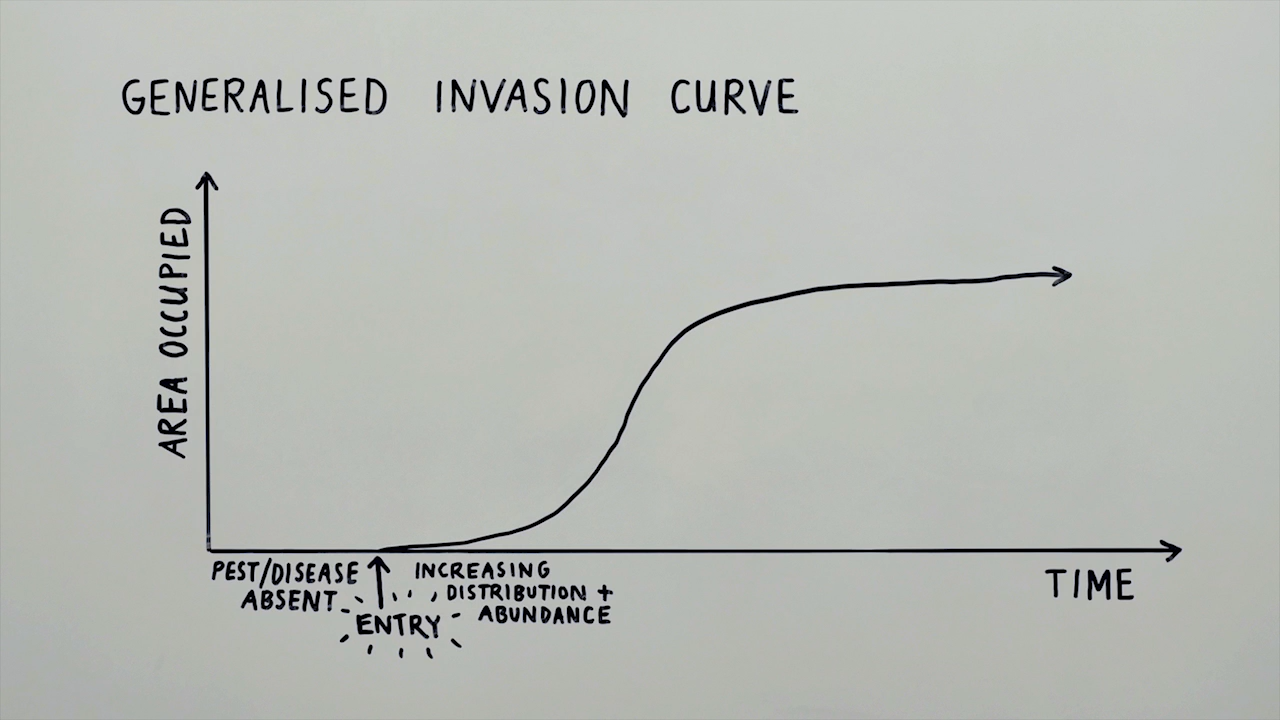 GENERALISED INVASION CURVE
AREA OCCUPIED
PEST/DISEASE
ABSENT
ENTRY
INCREASING
DISTRIBUTION +
ABUNDANCE
TIME